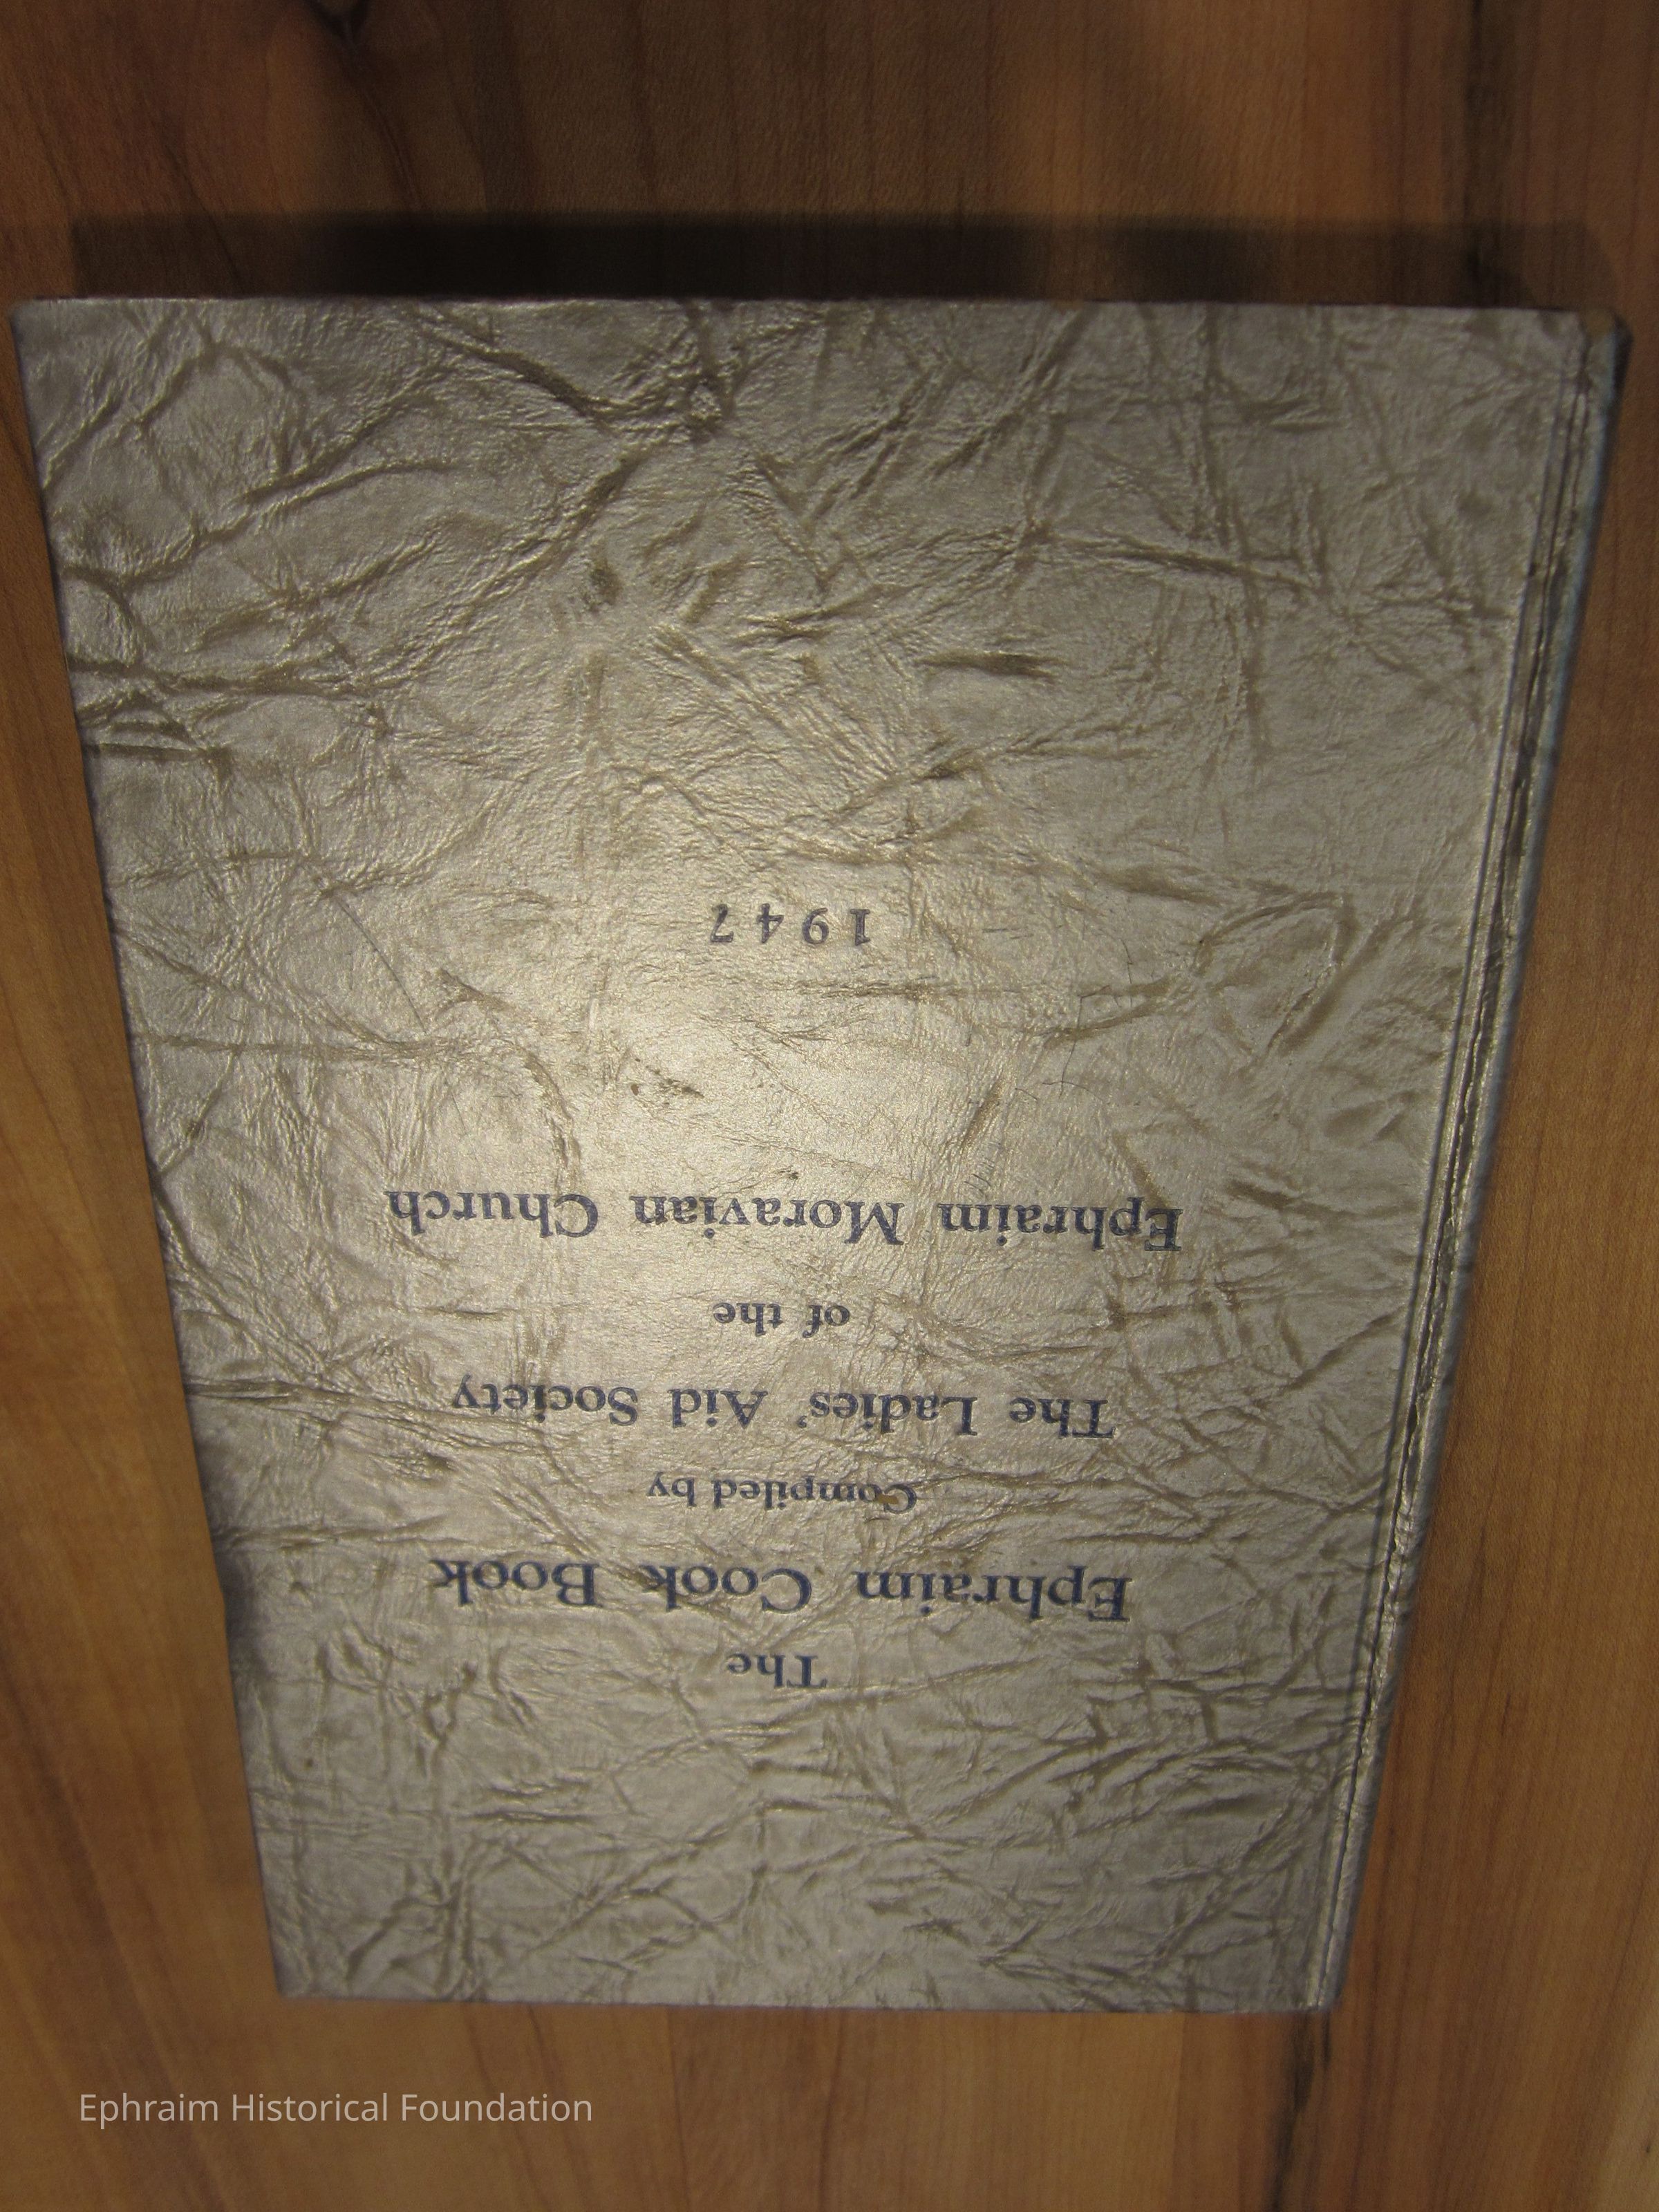 The
Ephraim Cook Book
Compiled by
The Ladies' Aid Society
of the
Ephraim Moravian Church
1947
Ephraim Historical Foundation